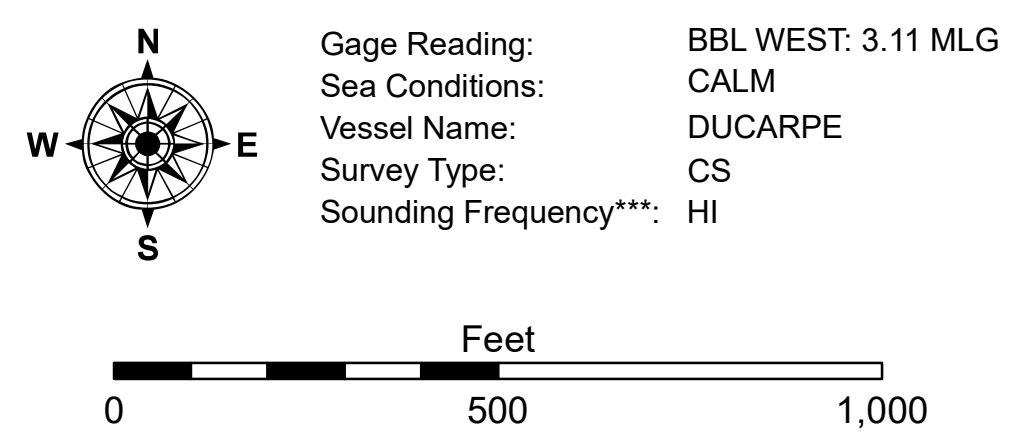 N
W E
S
Gage Reading: BBL WEST: 3.11 MLG
Sea Conditions: CALM
Vessel Name: DUCARPE
Survey Type: CS
Sounding Frequency***: HI
Feet
0 500 1,000